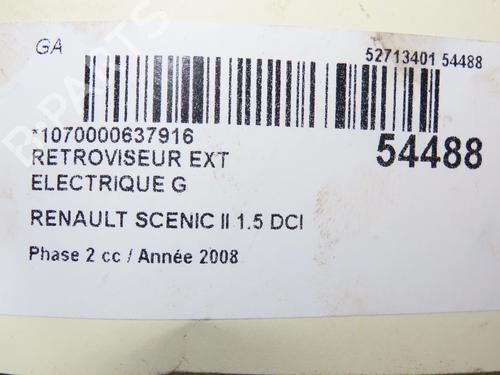 GA
52713401 54488
*1070000637916
54488
RETROVISEUR EXT
ELECTRIQUE G
RENAULT SCENIC II 1.5 DCI
Phase 2 cc / Année 2008